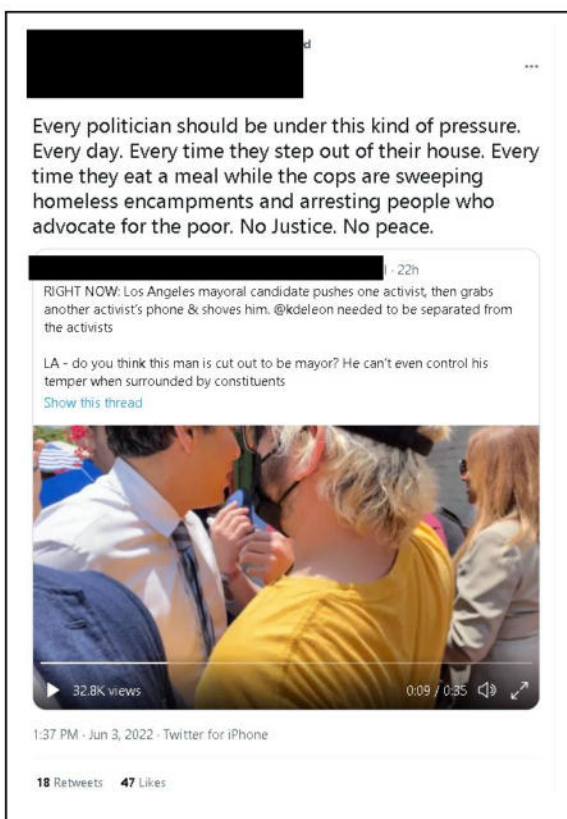 Every politician should be under this kind of pressure.
Every day. Every time they step out of their house. Every
time they eat a meal while the cops are sweeping
homeless encampments and arresting people who
advocate for the poor. No Justice. No peace.
22h
RIGHT NOW: Los Angeles mayoral candidate pushes one activist, then grabs
another activist's phone & shoves him. @kdeleon needed to be separated from
the activists
LA - do you think this man is cut out to be mayor? He can't even control his
temper when surrounded by constituents
Show this thread
32.8K views
0:09 / 0:35
1:37 PM · Jun 3, 2022 · Twitter for iPhone
18 Retweets 47 Likes